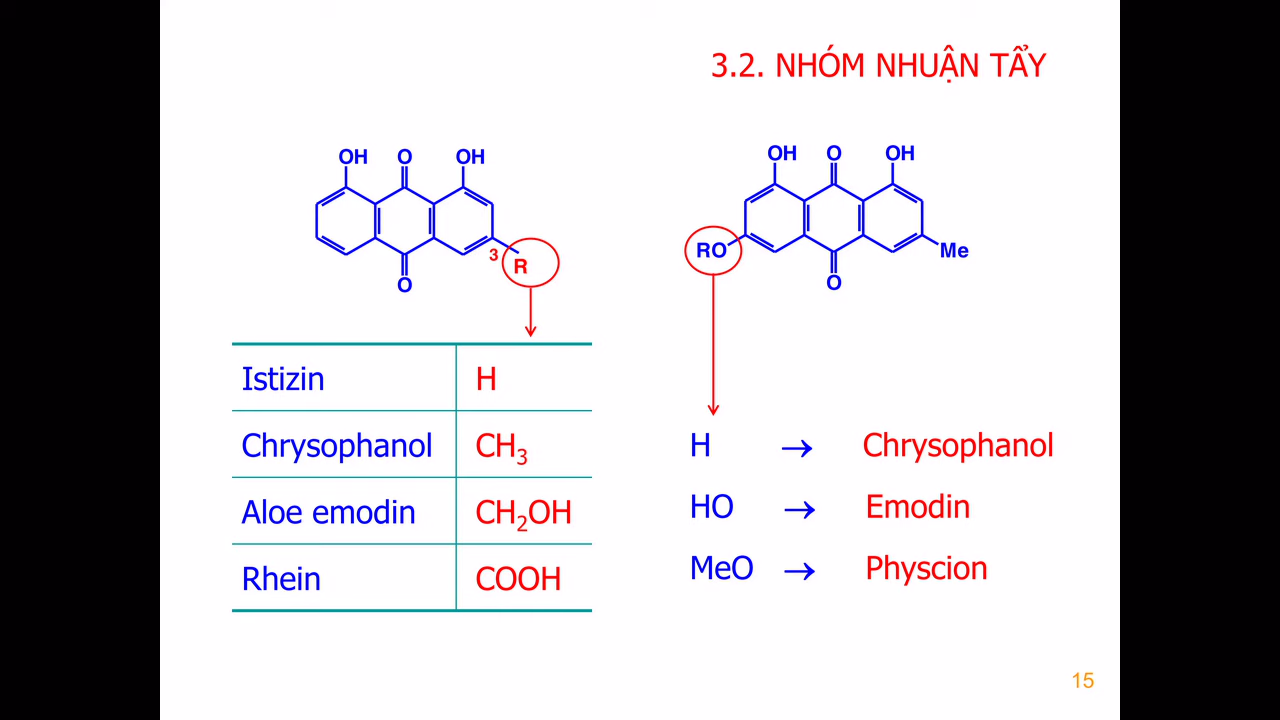 3.2. NHÓM NHUẬN TẨY
OH O OH
3
R
O
OH O OH
RO
Me
O
Istizin H
Chrysophanol CH₃
Aloe emodin CH₂OH
Rhein COOH
H → Chrysophanol
HO → Emodin
MeO → Physcion
15